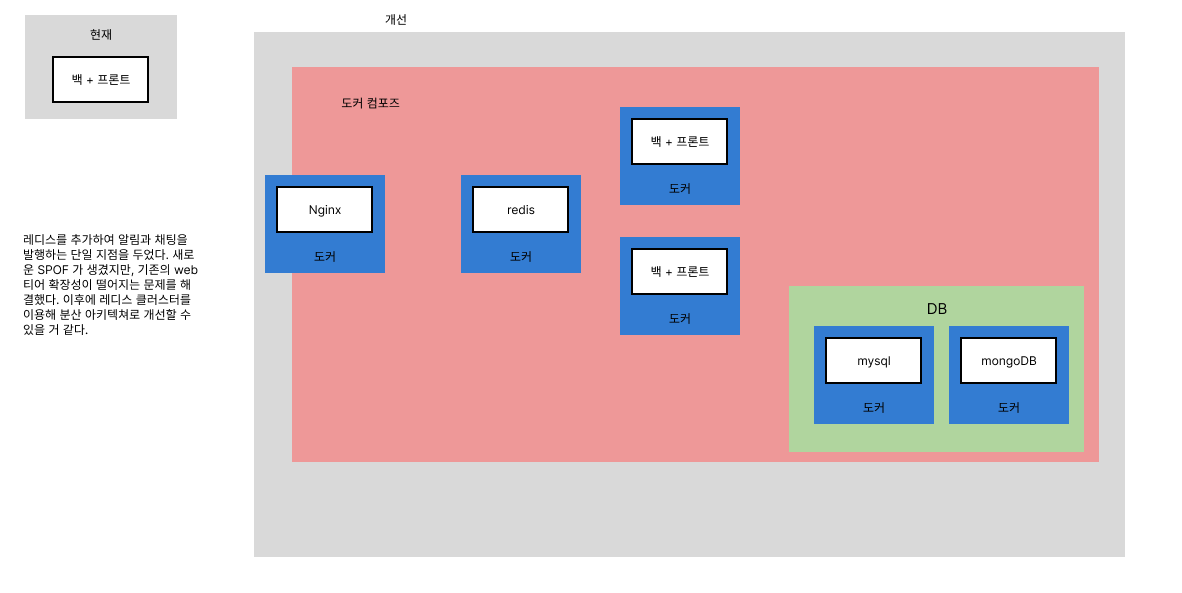 개선
현재
백 + 프론트
도커 컴포즈
백 + 프론트
도커
Nginx
도커
redis
도커
백 + 프론트
도커
레디스를 추가하여 알림과 채팅을
발행하는 단일 지점을 두었다. 새로
운 SPOF 가 생겼지만, 기존의 web
티어 확장성이 떨어지는 문제를 해
결했다. 이후에 레디스 클러스터를
이용해 분산 아키텍쳐로 개선할 수
있을 거 같다.
DB
mysql
도커
mongoDB
도커